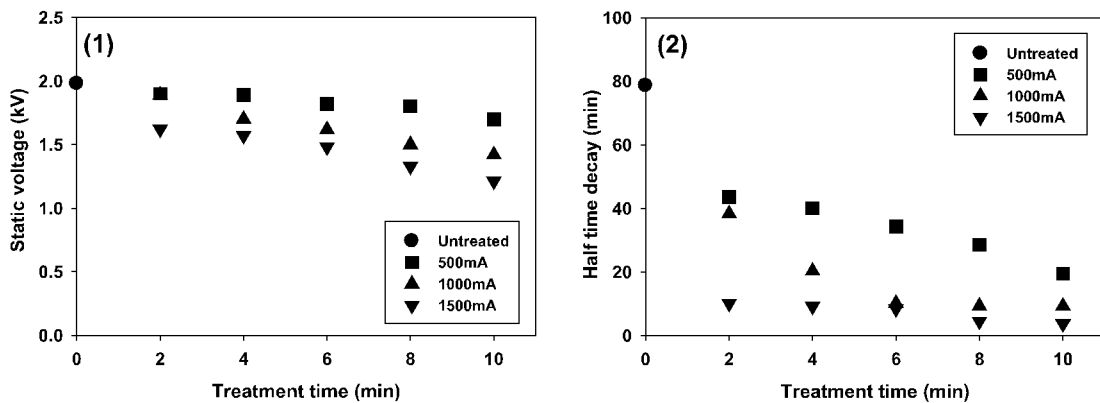 (1)
Static voltage (kV)
2.5
2.0
1.5
1.0
0.5
0.0
Untreated
500mA
1000mA
1500mA
0 2 4 6 8 10
Treatment time (min)
(2)
Half time decay (min)
100
80
60
40
20
0
Untreated
500mA
1000mA
1500mA
0 2 4 6 8 10
Treatment time (min)